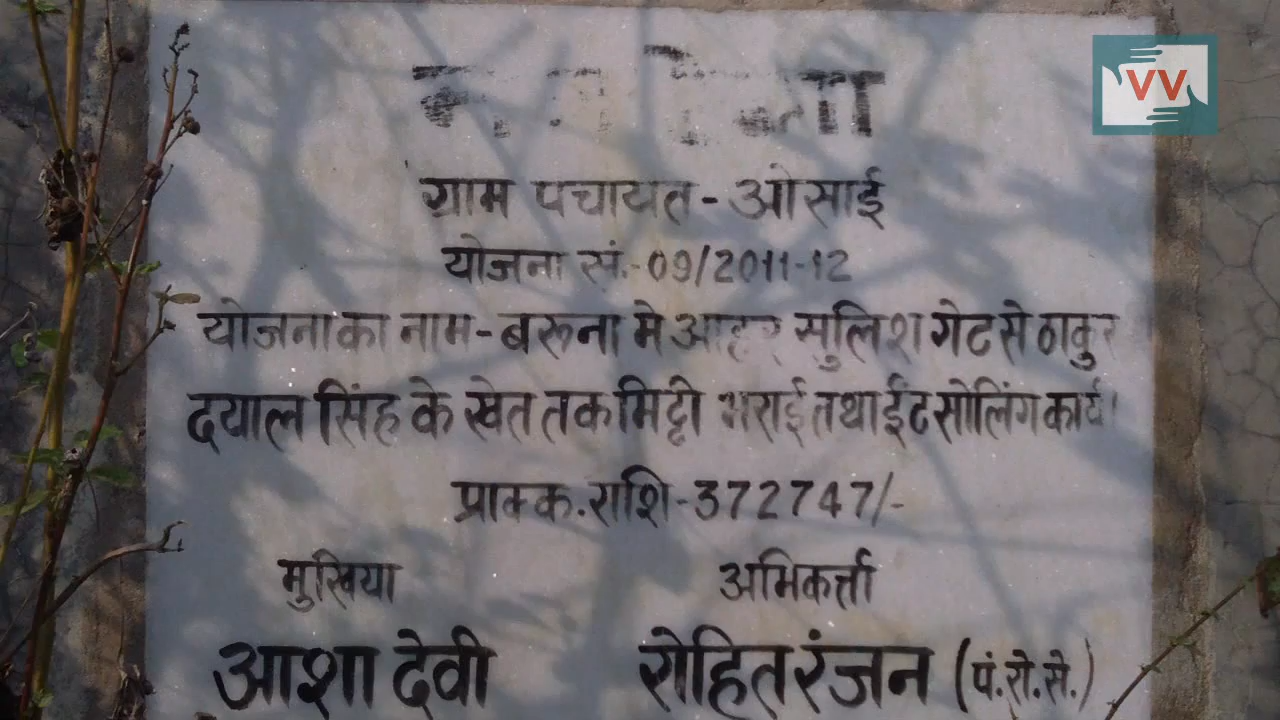 VV
ग्राम पचायत - ओसाई
योजना सं.- 09/2011-12
योजना का नाम - बरूना मे आहर सुलिश गेट से ठाकुर
दयाल सिंह के खेत तक मिट्टी भराई तथा ईंट सोलिंग कार्य।
प्राक्क.राशि - 372747/-
मुखिया अभिकर्त्ता
आशा देवी रोहित रंजन (पं.रो.से.)